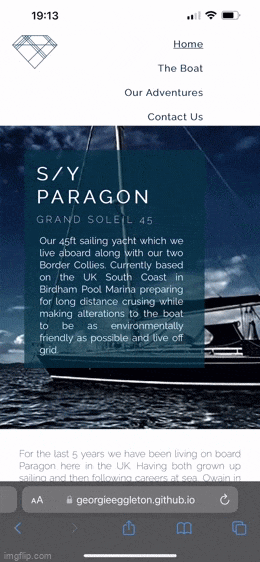 19:13
Home
The Boat
Our Adventures
Contact Us
S/Y
PARAGON
GRAND SOLEIL 45
Our 45ft sailing yacht which we
live aboard along with our two
Border Collies. Currently based
on the UK South Coast in
Birdham Pool Marina preparing
for long distance crusing while
making alterations to the boat
to be as environmentally
friendly as possible and live off
grid.
For the last 5 years we have been living on board
Paragon here in the UK. Having both grown up
sailing and then following careers at sea. Owain in
AA
georgieeggleton.github.io
imgflip.com